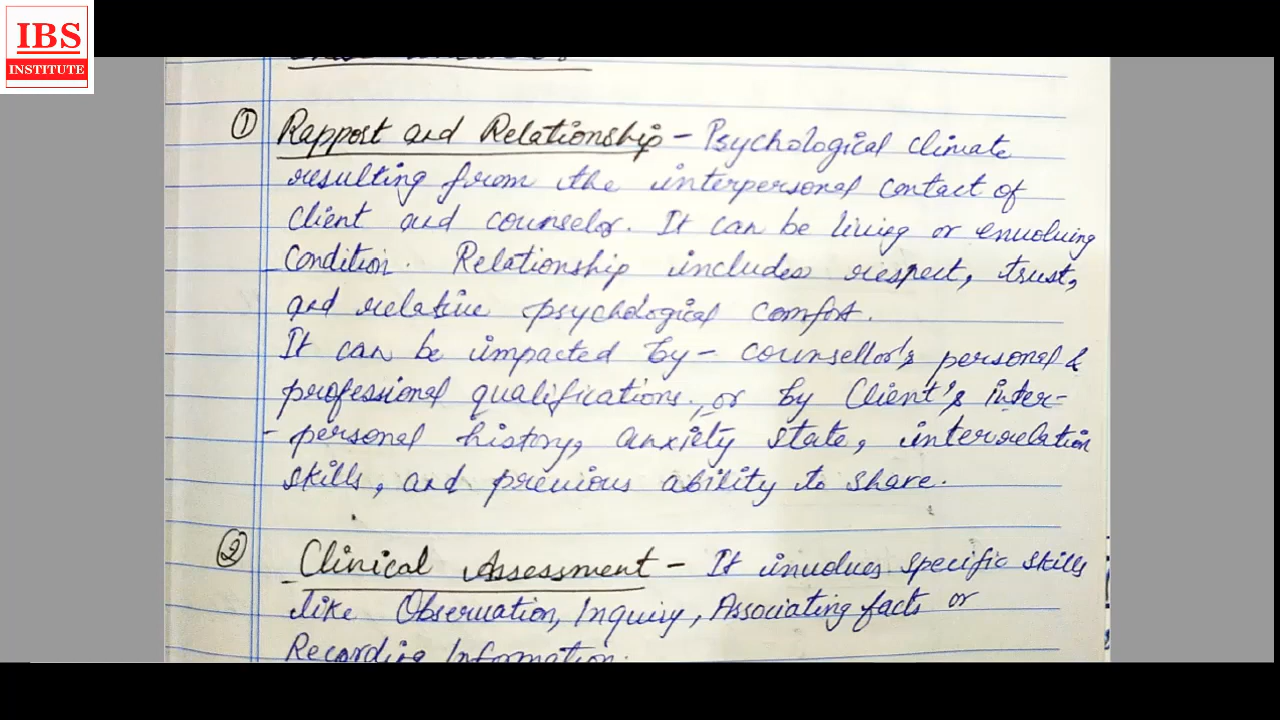 IBS
INSTITUTE
① Rapport and Relationship - Psychological climate
resulting from the interpersonal contact of
client and counselor. It can be living or envolving
condition. Relationship includes respect, trust,
and relative psychological comfort.
It can be impacted by - counsellor's personal &
professional qualifications, or by Client's inter-
-personal history, anxiety state, interrelation
skills, and previous ability to share.
② Clinical Assessment - It involves specific skills
like Observation, Inquiry, Associating facts or
Recording Information.